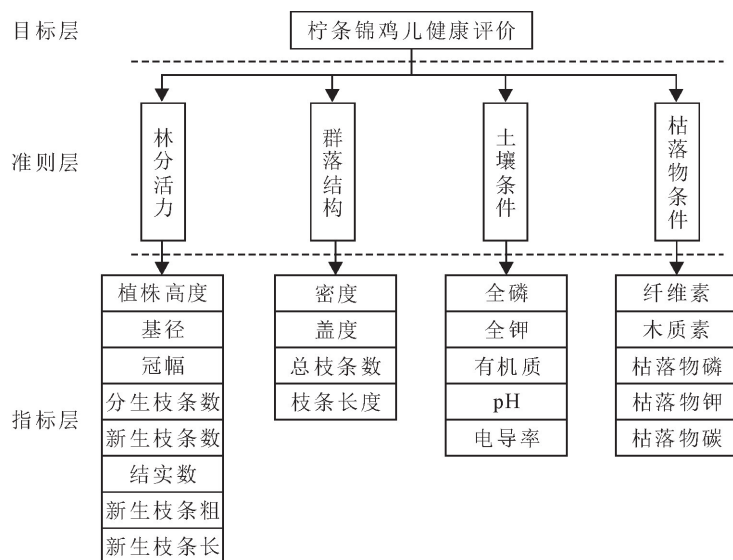 目标层
柠条锦鸡儿健康评价
准则层
林分活力
群落结构
土壤条件
枯落物条件
指标层
植株高度
基径
冠幅
分生枝条数
新生枝条数
结实数
新生枝条粗
新生枝条长
密度
盖度
总枝条数
枝条长度
全磷
全钾
有机质
pH
电导率
纤维素
木质素
枯落物磷
枯落物钾
枯落物碳